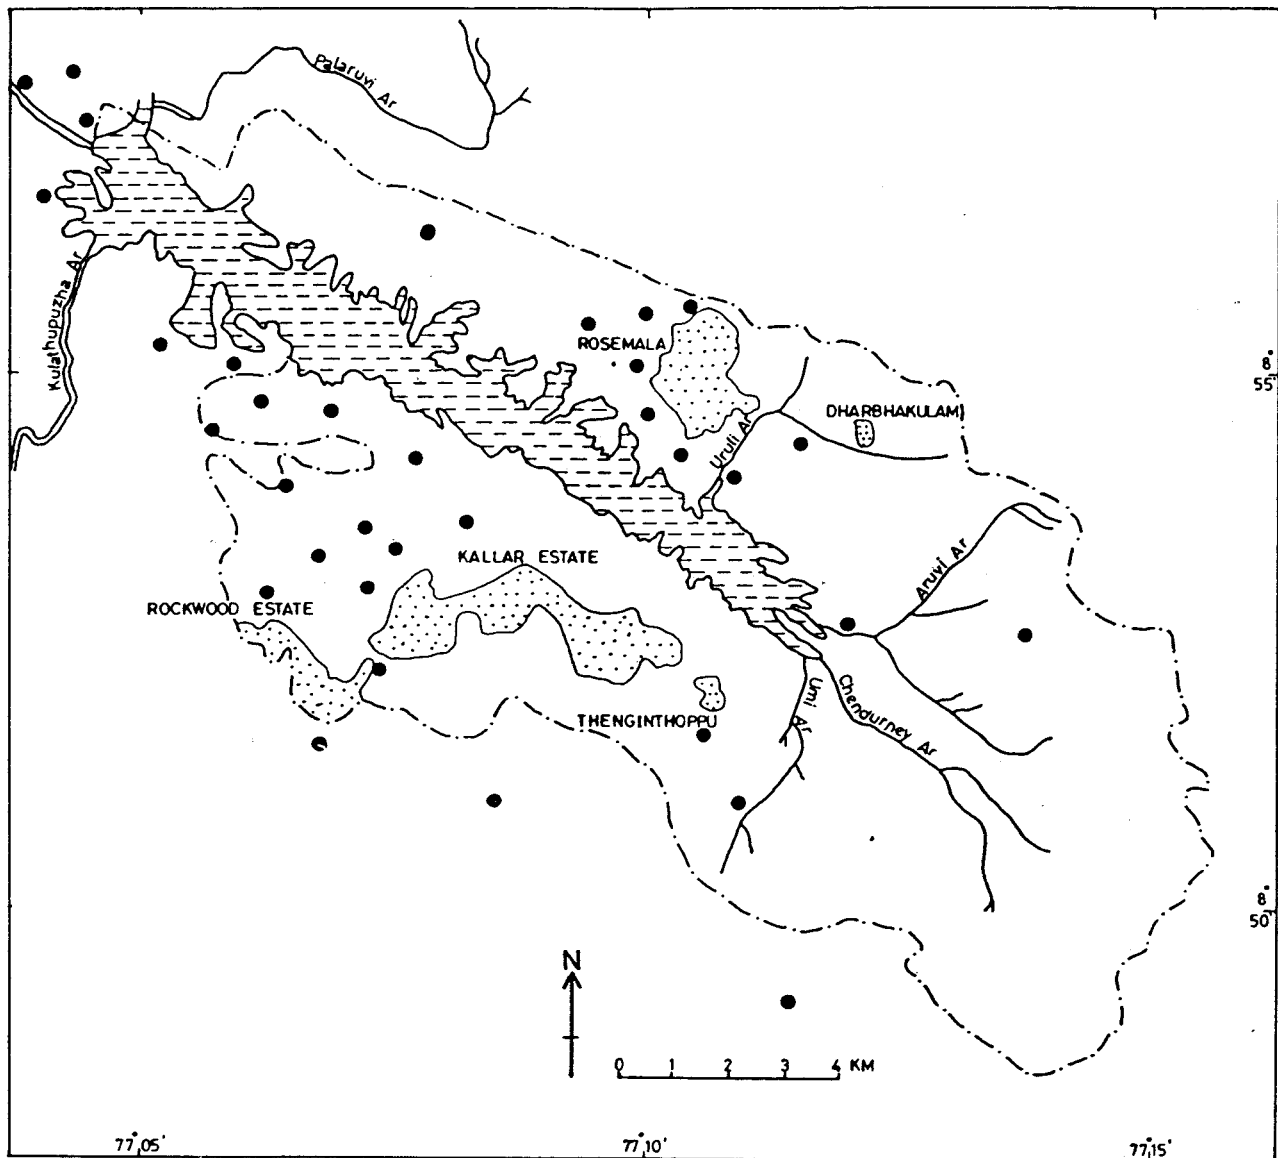 Palaruvi Ar
Kulathupuzha Ar
ROSEMALA
8°
55'
DHARBHAKULAM
Uruli Ar
KALLAR ESTATE
Aruvi Ar
ROCKWOOD ESTATE
Umi Ar
Chendurney Ar
THENGINTHOPPU
8°
50'
N
0 1 2 3 4 KM
77°05' 77°10' 77°15'